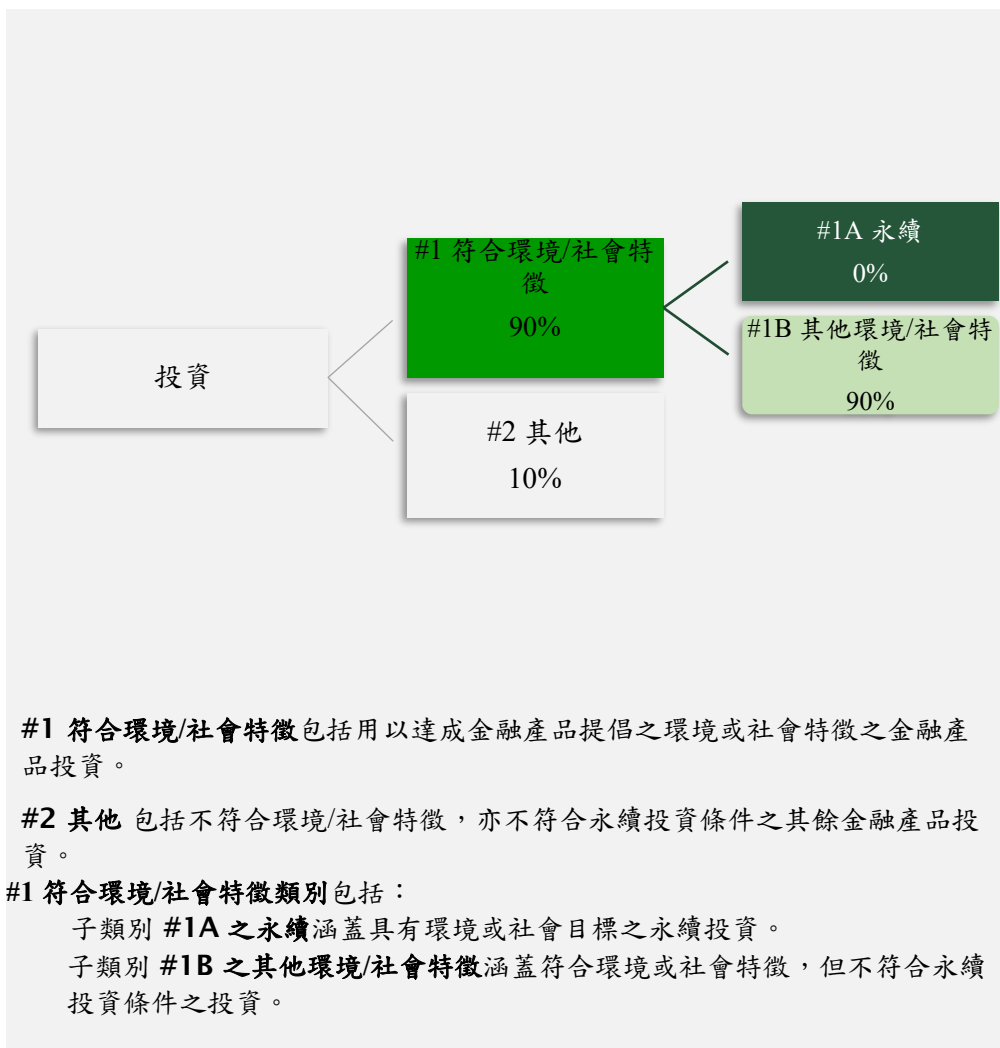 投資
#1 符合環境/社會特
徵
90%
#2 其他
10%
#1A 永續
0%
#1B 其他環境/社會特
徵
90%
#1 符合環境/社會特徵包括用以達成金融產品提倡之環境或社會特徵之金融產
品投資。
#2 其他 包括不符合環境/社會特徵，亦不符合永續投資條件之其餘金融產品投
資。
#1 符合環境/社會特徵類別包括：
子類別 #1A 之永續涵蓋具有環境或社會目標之永續投資。
子類別 #1B 之其他環境/社會特徵涵蓋符合環境或社會特徵，但不符合永續
投資條件之投資。